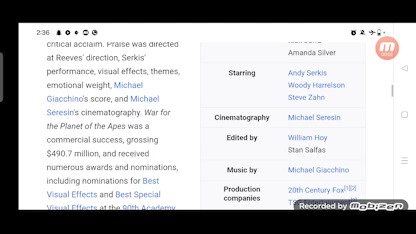 2:36
critical acclaim. Praise was directed
at Reeves' direction, Serkis'
performance, visual effects, themes,
emotional weight, Michael
Giacchino's score, and Michael
Seresin's cinematography. War for
the Planet of the Apes was a
commercial success, grossing
$490.7 million, and received
numerous awards and nominations,
including nominations for Best
Visual Effects and Best Special
Visual Effects at the 90th Academy
Amanda Silver
Starring
Andy Serkis
Woody Harrelson
Steve Zahn
Cinematography
Michael Seresin
Edited by
William Hoy
Stan Salfas
Music by
Michael Giacchino
Production
companies
20th Century Fox[1][2]
Recorded by Mobizen